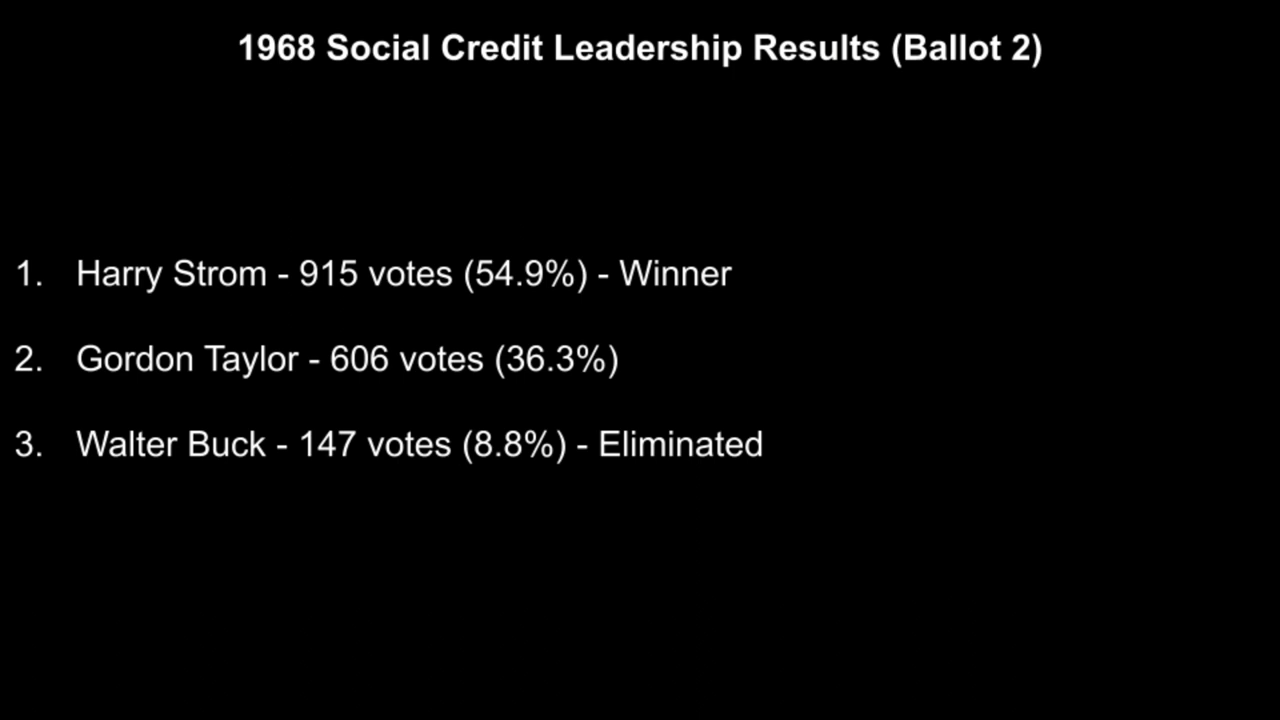 1968 Social Credit Leadership Results (Ballot 2)
1. Harry Strom - 915 votes (54.9%) - Winner
2. Gordon Taylor - 606 votes (36.3%)
3. Walter Buck - 147 votes (8.8%) - Eliminated